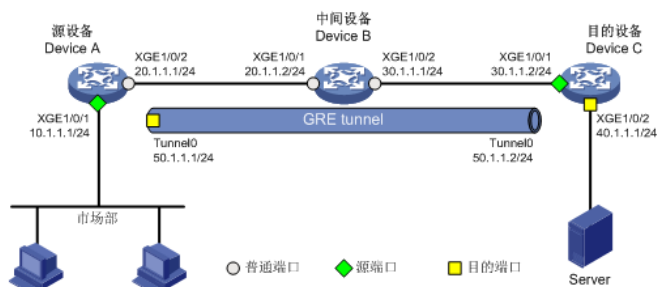 源设备
Device A
中间设备
Device B
目的设备
Device C
XGE1/0/2
20.1.1.1/24
XGE1/0/1
20.1.1.2/24
XGE1/0/2
30.1.1.1/24
XGE1/0/1
30.1.1.2/24
XGE1/0/1
10.1.1.1/24
GRE tunnel
XGE1/0/2
40.1.1.1/24
Tunnel0
50.1.1.1/24
Tunnel0
50.1.1.2/24
市场部
普通端口
源端口
目的端口
Server